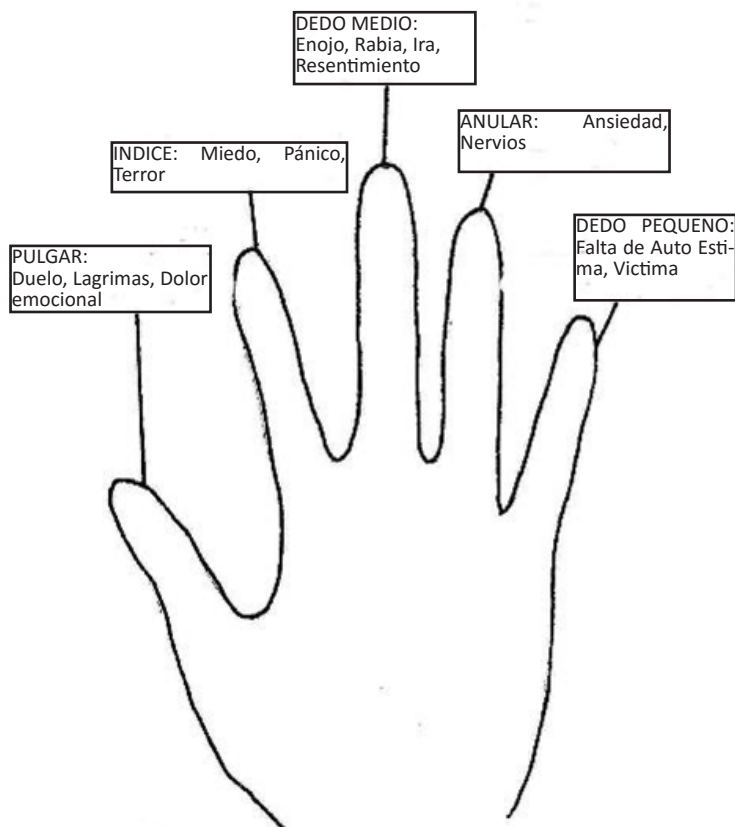 DEDO MEDIO:
Enojo, Rabia, Ira,
Resentimiento
ANULAR: Ansiedad,
Nervios
INDICE: Miedo, Pánico,
Terror
DEDO PEQUENO:
Falta de Auto Esti-
ma, Victima
PULGAR:
Duelo, Lagrimas, Dolor
emocional